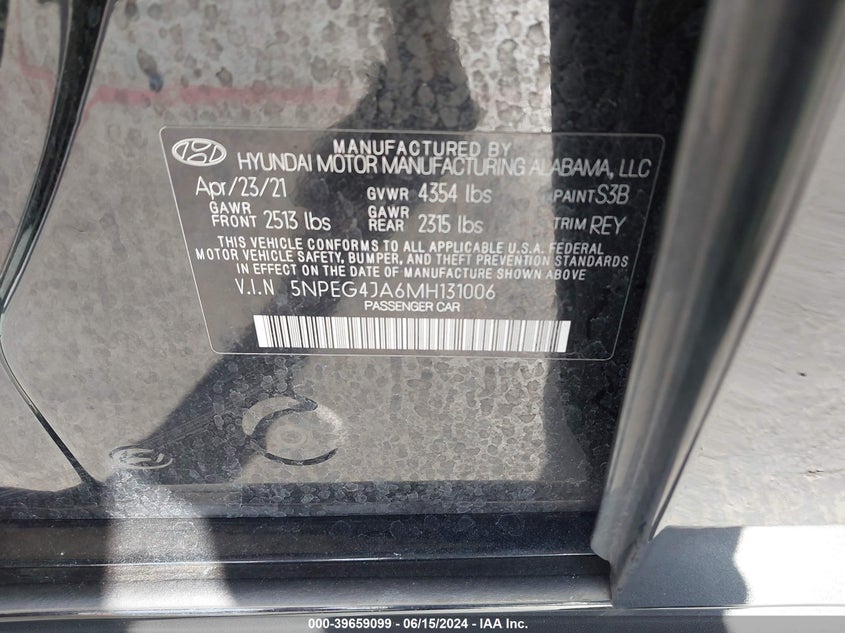 MANUFACTURED BY
HYUNDAI MOTOR MANUFACTURING ALABAMA, LLC
Apr/23/21 GVWR 4354 lbs PAINT S3B
GAWR FRONT 2513 lbs GAWR REAR 2315 lbs TRIM REY
THIS VEHICLE CONFORMS TO ALL APPLICABLE U.S.A. FEDERAL
MOTOR VEHICLE SAFETY, BUMPER, AND THEFT PREVENTION STANDARDS
IN EFFECT ON THE DATE OF MANUFACTURE SHOWN ABOVE
V.I.N 5NPEG4JA6MH131006
PASSENGER CAR
000-39659099 - 06/15/2024 - IAA Inc.